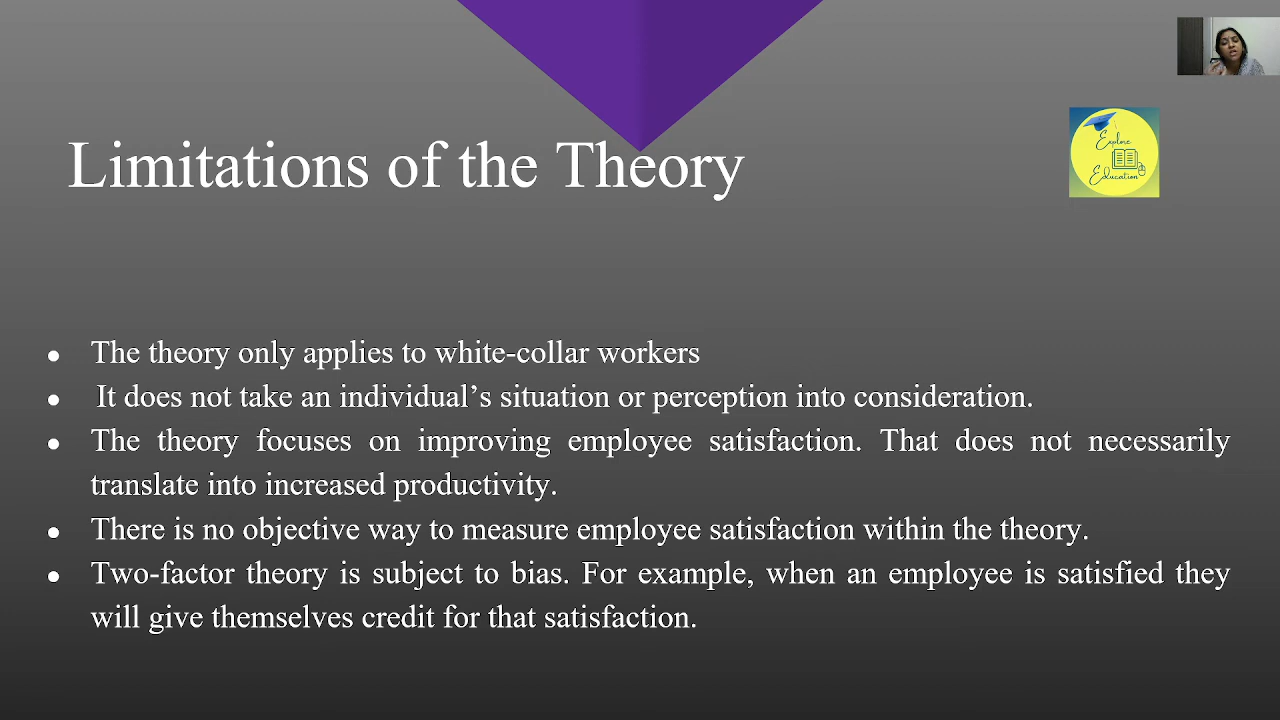 Limitations of the Theory
Explore
Education
● The theory only applies to white-collar workers
● It does not take an individual’s situation or perception into consideration.
● The theory focuses on improving employee satisfaction. That does not necessarily
translate into increased productivity.
● There is no objective way to measure employee satisfaction within the theory.
● Two-factor theory is subject to bias. For example, when an employee is satisfied they
will give themselves credit for that satisfaction.